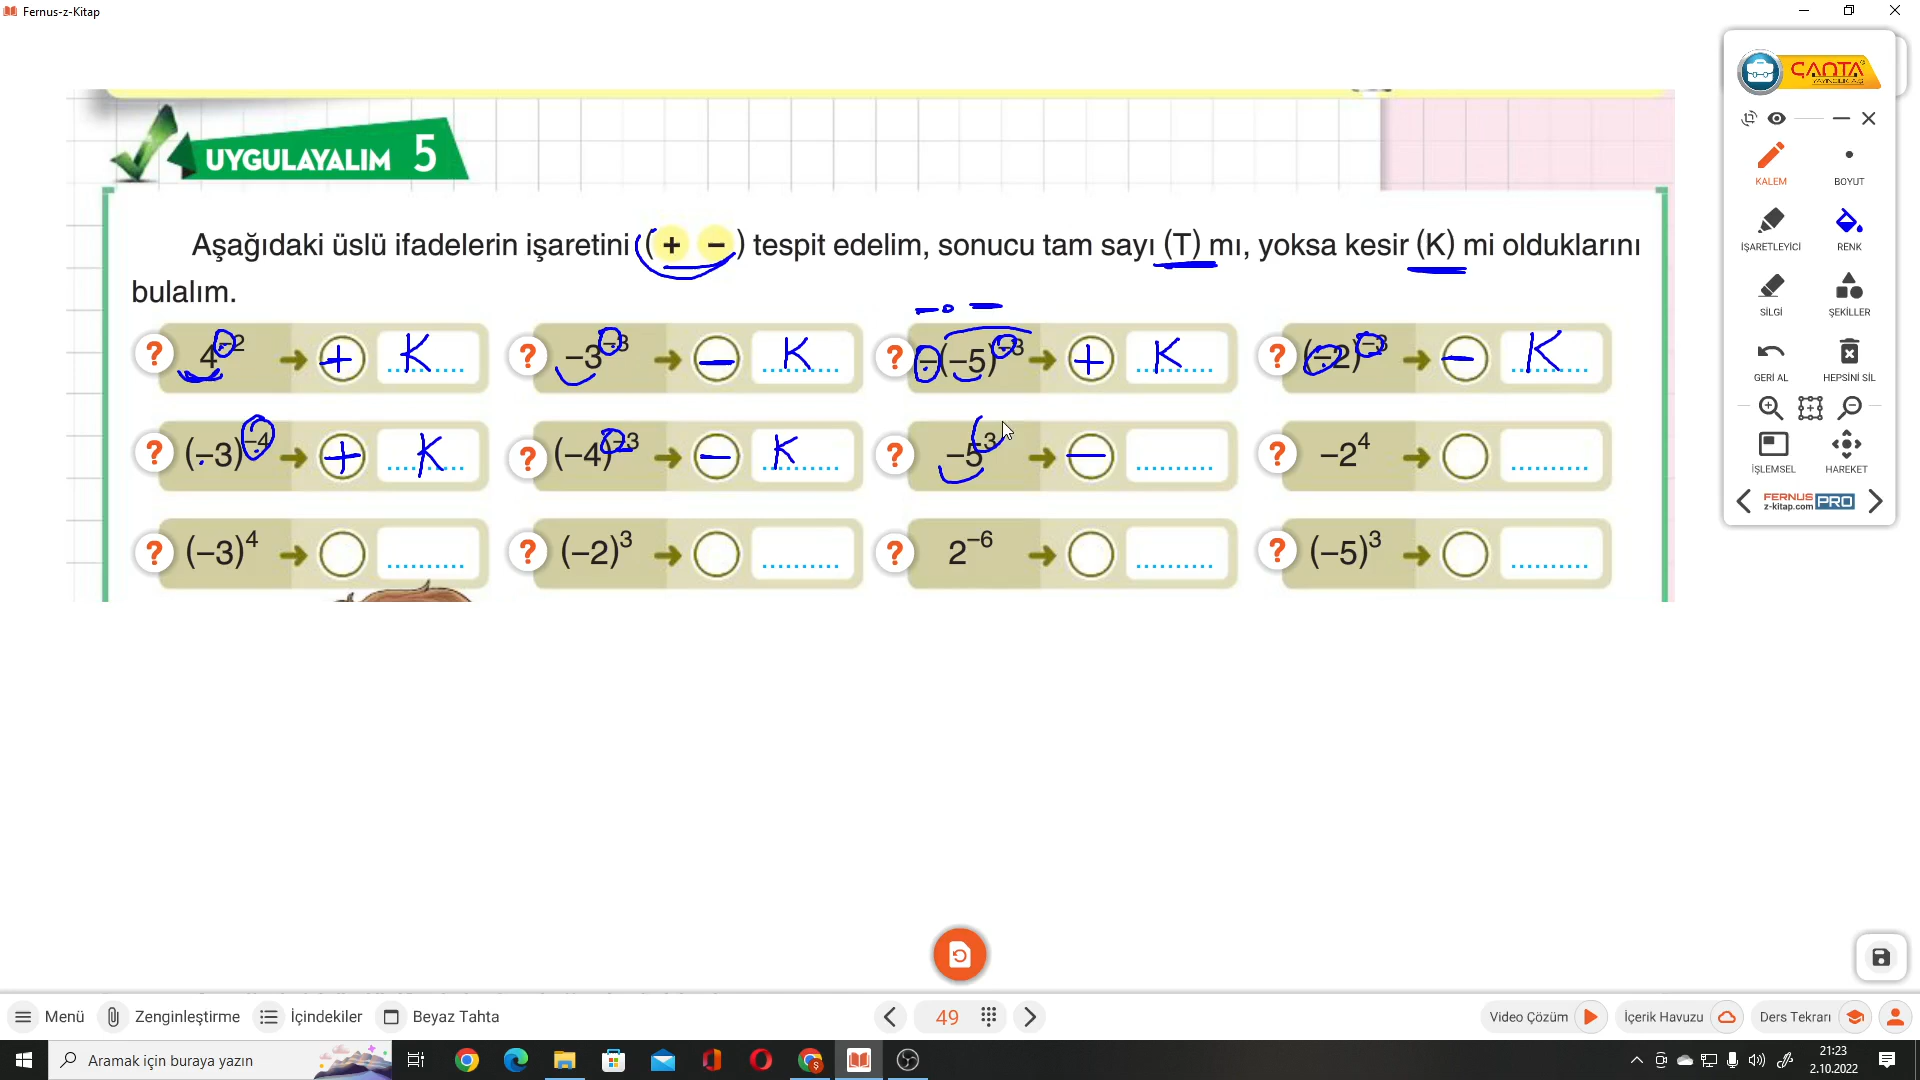 Fernus-z-Kitap
ÇANTA
YAYINCILIK A.Ş.
UYGULAYALIM 5
Aşağıdaki üslü ifadelerin işaretini (+ −) tespit edelim, sonucu tam sayı (T) mı, yoksa kesir (K) mi olduklarını
bulalım.
? 4⁻² → + K ? −3⁻³ → − K ? −(−5)⁻³ → + K ? (−2)⁻³ → − K
? (−3)⁻⁴ → + K ? (−4)⁻³ → − K ? −5³ → − ? −2⁴ →
? (−3)⁴ → ? (−2)³ → ? 2⁻⁶ → ? (−5)³ →
KALEM BOYUT
İŞARETLEYİCİ RENK
SİLGİ ŞEKİLLER
GERİ AL HEPSİNİ SİL
İŞLEMSEL HAREKET
FERNUS
z-kitap.com PRO
Menü Zenginleştirme İçindekiler Beyaz Tahta 49 Video Çözüm İçerik Havuzu Ders Tekrarı
Aramak için buraya yazın
21:23
2.10.2022